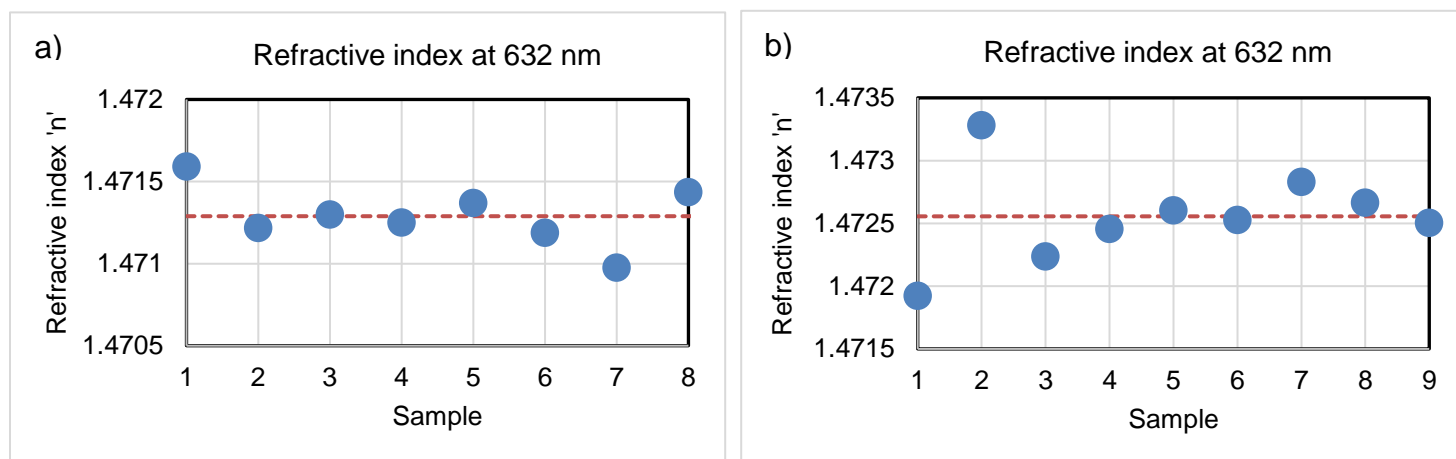 a)
Refractive index at 632 nm
Refractive index 'n'
1.472
1.4715
1.471
1.4705
1 2 3 4 5 6 7 8
Sample
b)
Refractive index at 632 nm
Refractive index 'n'
1.4735
1.473
1.4725
1.472
1.4715
1 2 3 4 5 6 7 8 9
Sample